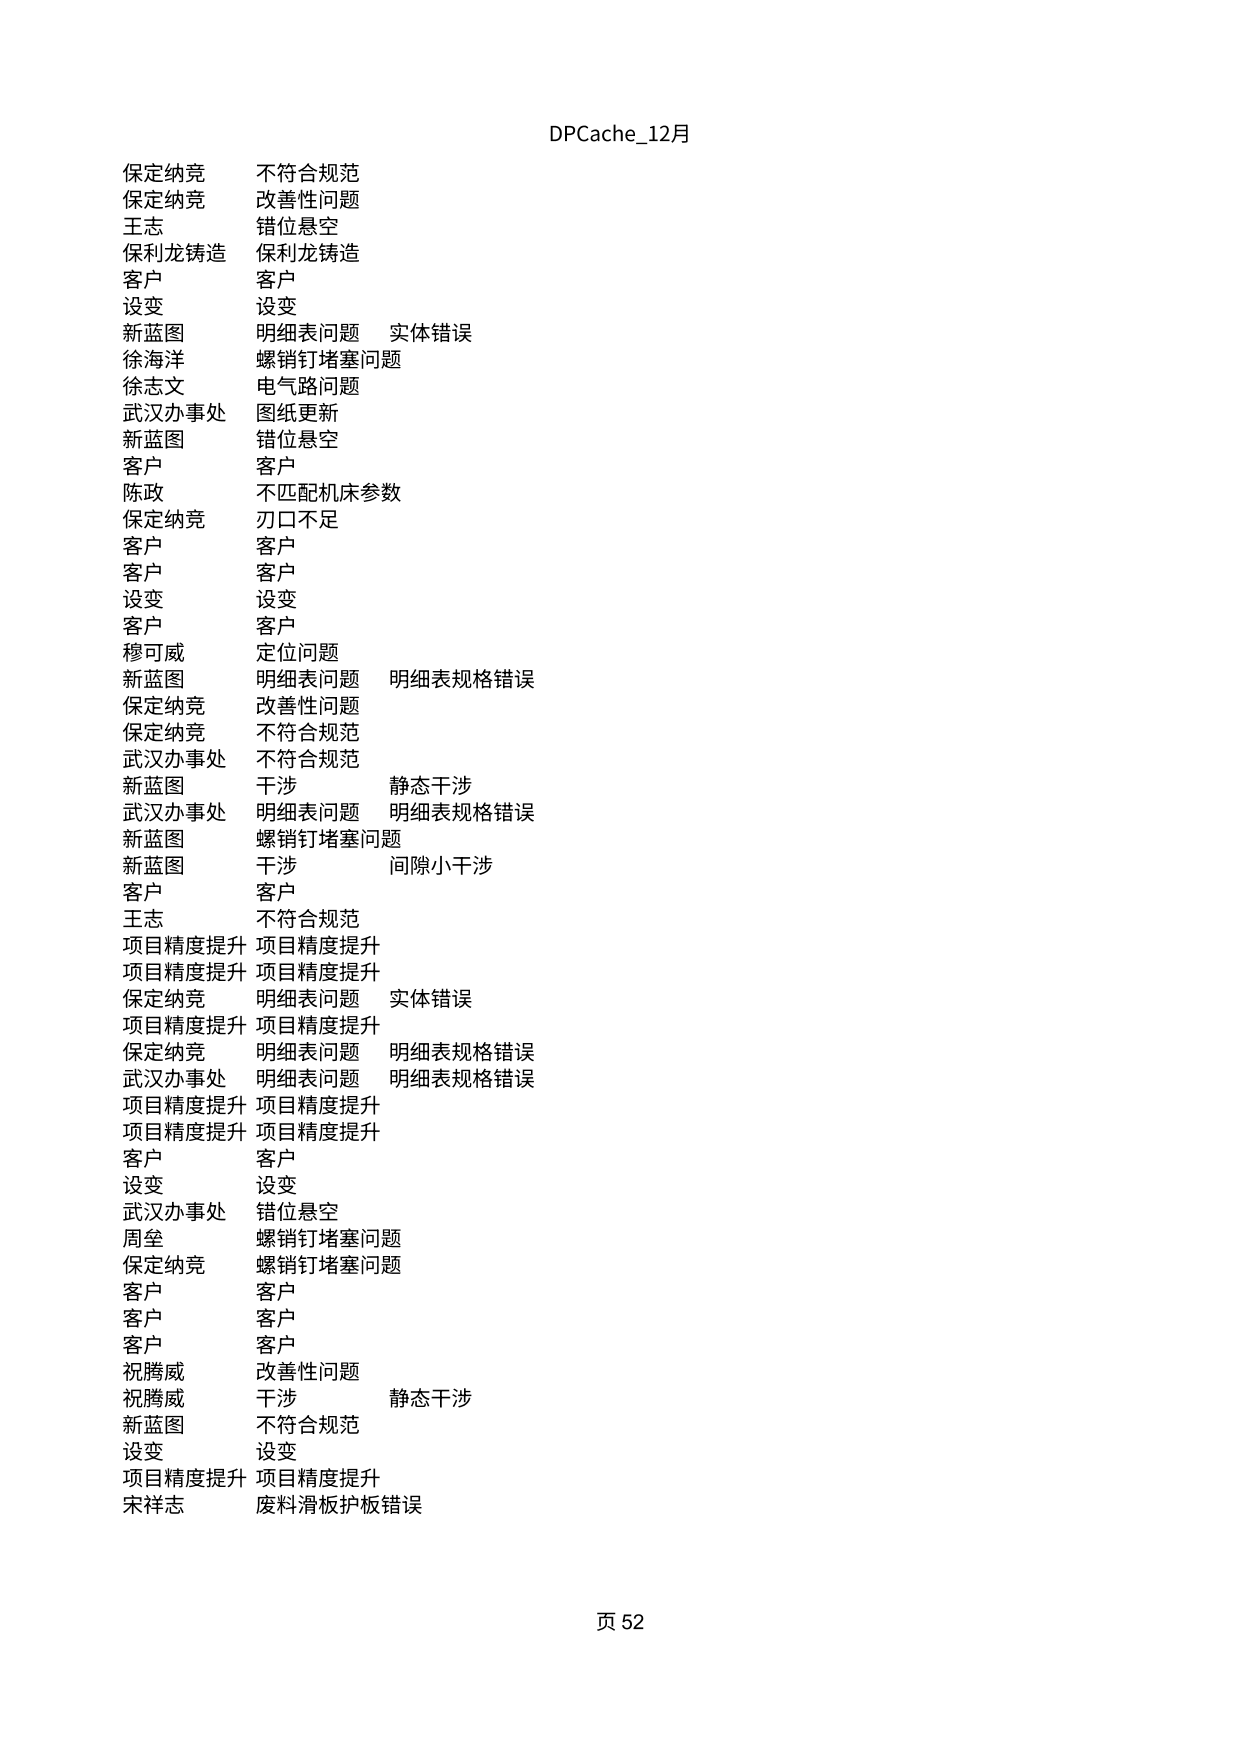 DPCache_12月
保定纳竞 不符合规范
保定纳竞 改善性问题
王志 错位悬空
保利龙铸造 保利龙铸造
客户 客户
设变 设变
新蓝图 明细表问题 实体错误
徐海洋 螺销钉堵塞问题
徐志文 电气路问题
武汉办事处 图纸更新
新蓝图 错位悬空
客户 客户
陈政 不匹配机床参数
保定纳竞 刃口不足
客户 客户
客户 客户
设变 设变
客户 客户
穆可威 定位问题
新蓝图 明细表问题 明细表规格错误
保定纳竞 改善性问题
保定纳竞 不符合规范
武汉办事处 不符合规范
新蓝图 干涉 静态干涉
武汉办事处 明细表问题 明细表规格错误
新蓝图 螺销钉堵塞问题
新蓝图 干涉 间隙小干涉
客户 客户
王志 不符合规范
项目精度提升 项目精度提升
项目精度提升 项目精度提升
保定纳竞 明细表问题 实体错误
项目精度提升 项目精度提升
保定纳竞 明细表问题 明细表规格错误
武汉办事处 明细表问题 明细表规格错误
项目精度提升 项目精度提升
项目精度提升 项目精度提升
客户 客户
设变 设变
武汉办事处 错位悬空
周垒 螺销钉堵塞问题
保定纳竞 螺销钉堵塞问题
客户 客户
客户 客户
客户 客户
祝腾威 改善性问题
祝腾威 干涉 静态干涉
新蓝图 不符合规范
设变 设变
项目精度提升 项目精度提升
宋祥志 废料滑板护板错误
页 52